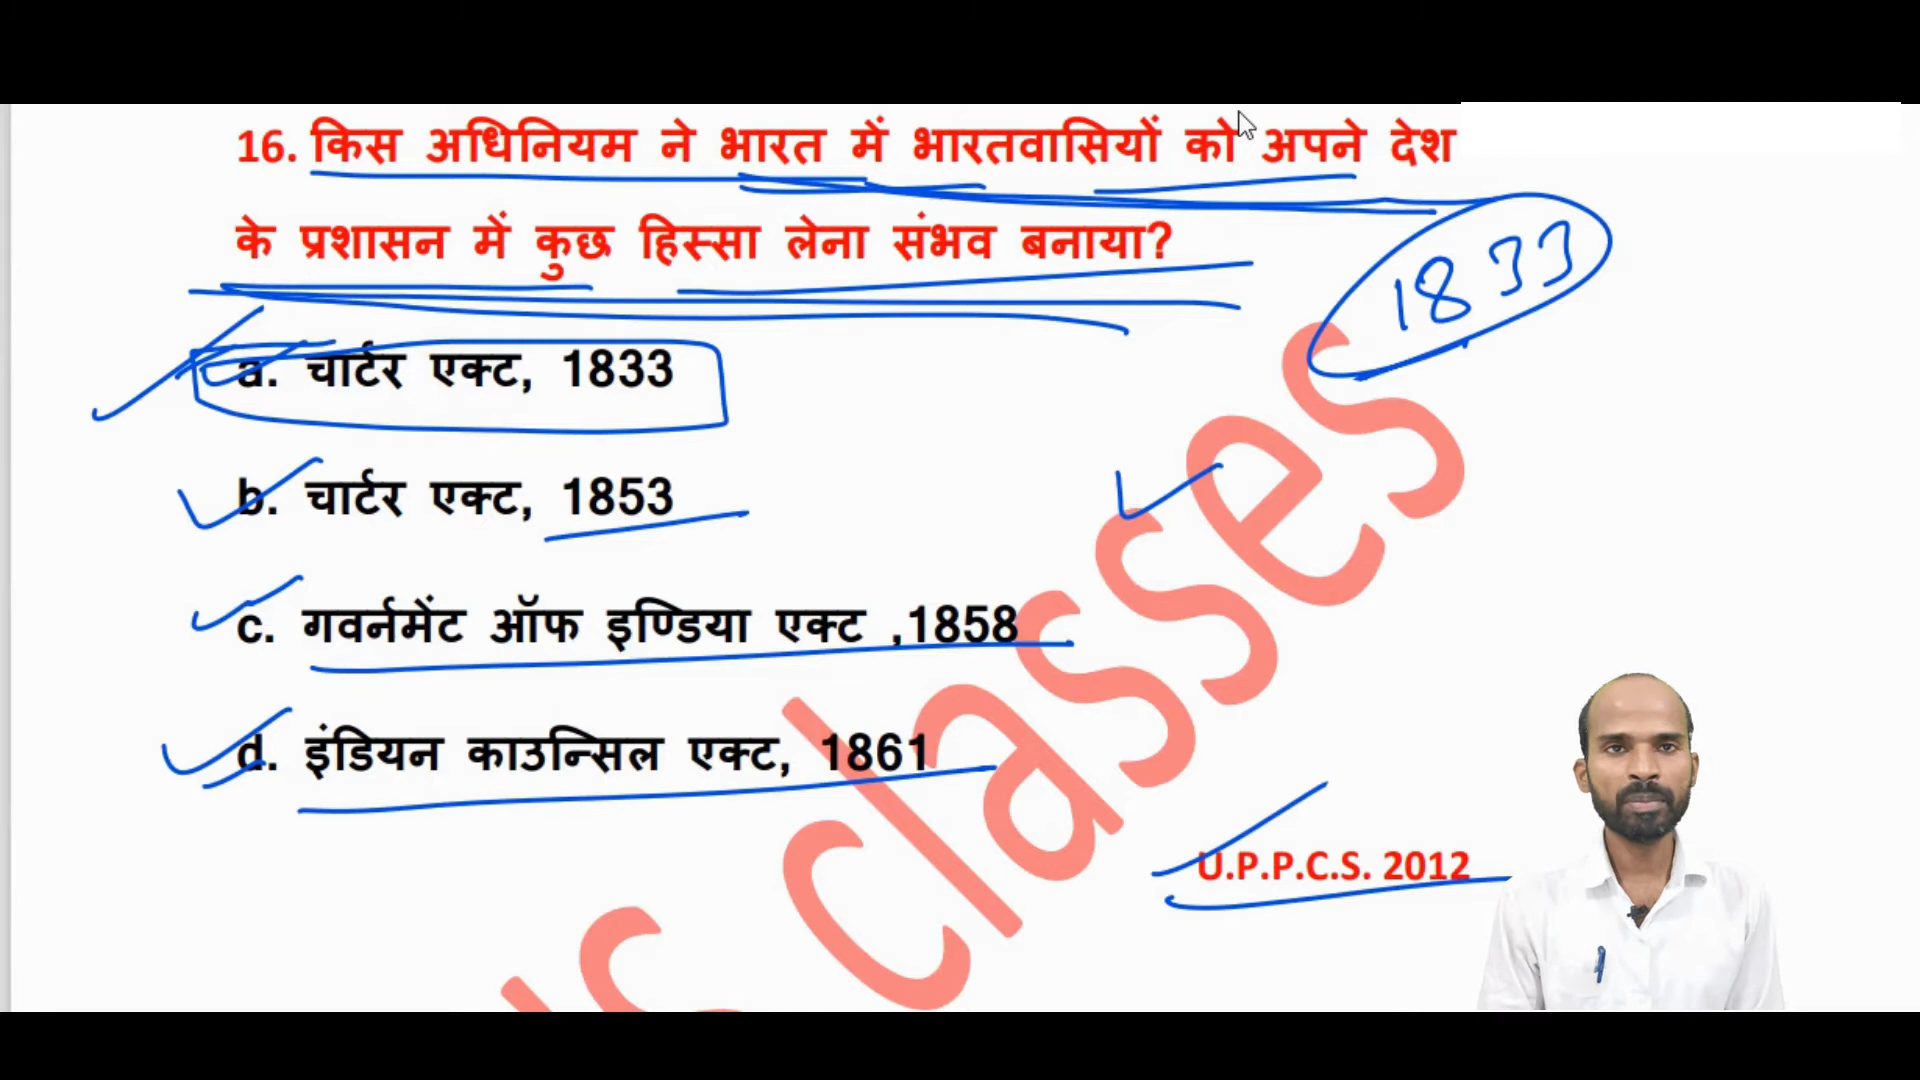 16. किस अधिनियम ने भारत में भारतवासियों को अपने देश
के प्रशासन में कुछ हिस्सा लेना संभव बनाया?
1833
a. चार्टर एक्ट, 1833
b. चार्टर एक्ट, 1853
c. गवर्नमेंट ऑफ इण्डिया एक्ट ,1858
d. इंडियन काउन्सिल एक्ट, 1861
U.P.P.C.S. 2012
classes